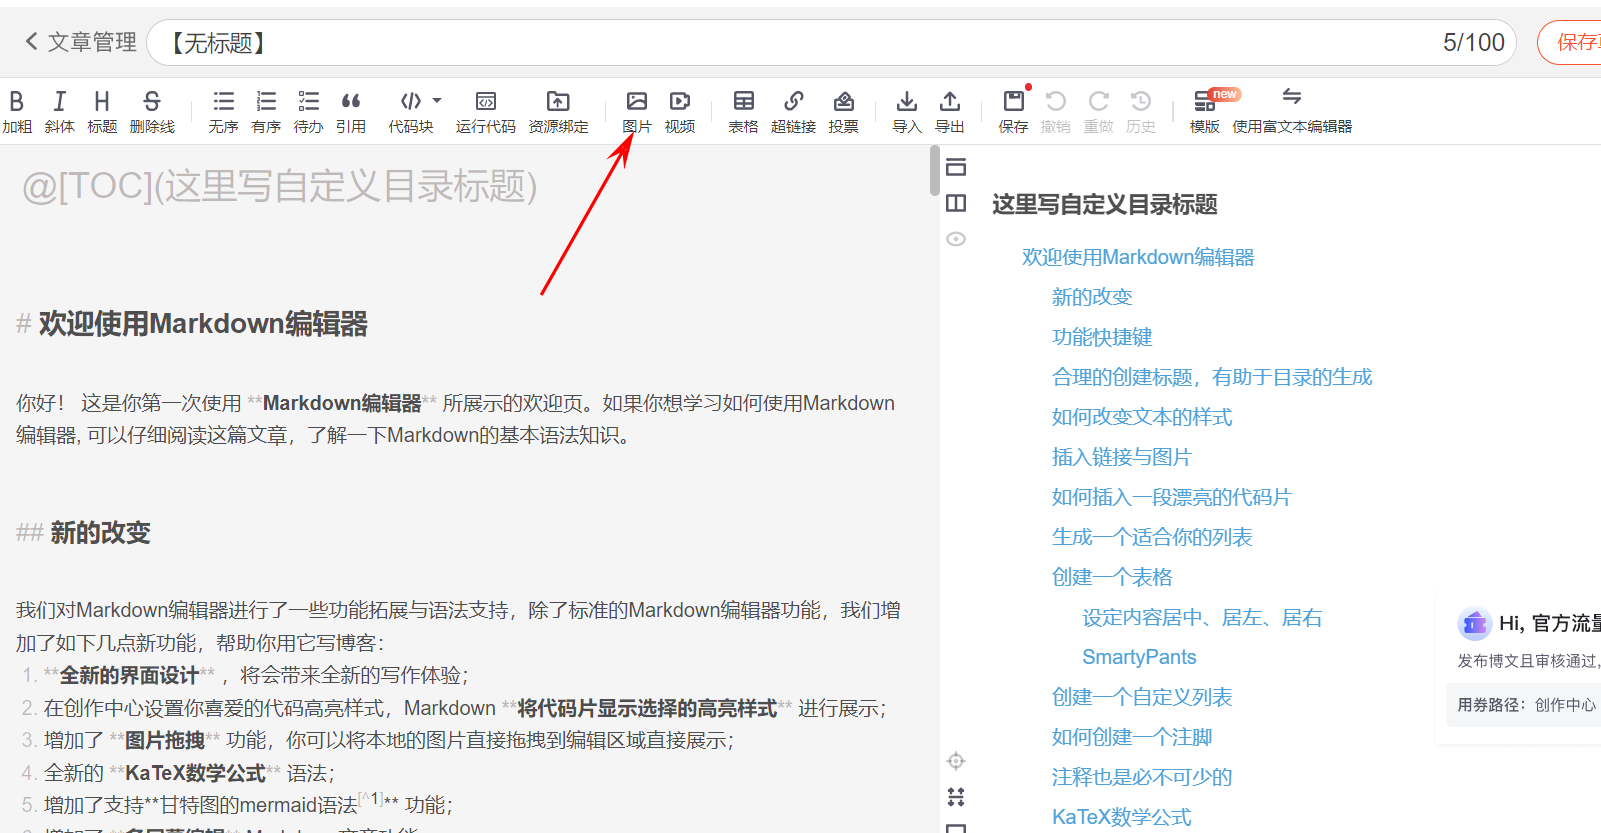 文章管理
【无标题】
5/100
保存
B I H S
加粗 斜体 标题 删除线 无序 有序 待办 引用 代码块 运行代码 资源绑定 图片 视频 表格 超链接 投票 导入 导出 保存 撤销 重做 历史 模版 使用富文本编辑器
new
@[TOC](这里写自定义目录标题)
# 欢迎使用Markdown编辑器
你好！ 这是你第一次使用 **Markdown编辑器** 所展示的欢迎页。如果你想学习如何使用Markdown
编辑器, 可以仔细阅读这篇文章，了解一下Markdown的基本语法知识。
## 新的改变
我们对Markdown编辑器进行了一些功能拓展与语法支持，除了标准的Markdown编辑器功能，我们增
加了如下几点新功能，帮助你用它写博客：
1. **全新的界面设计** ，将会带来全新的写作体验；
2. 在创作中心设置你喜爱的代码高亮样式，Markdown **将代码片显示选择的高亮样式** 进行展示；
3. 增加了 **图片拖拽** 功能，你可以将本地的图片直接拖拽到编辑区域直接展示；
4. 全新的 **KaTeX数学公式** 语法；
5. 增加了支持**甘特图的mermaid语法[^1]** 功能；
6. 增加了 **多屏幕编辑** Markdown文章功能
这里写自定义目录标题
欢迎使用Markdown编辑器
新的改变
功能快捷键
合理的创建标题，有助于目录的生成
如何改变文本的样式
插入链接与图片
如何插入一段漂亮的代码片
生成一个适合你的列表
创建一个表格
设定内容居中、居左、居右
SmartyPants
创建一个自定义列表
如何创建一个注脚
注释也是必不可少的
KaTeX数学公式
Hi, 官方流量
发布博文且审核通过,
用券路径：创作中心